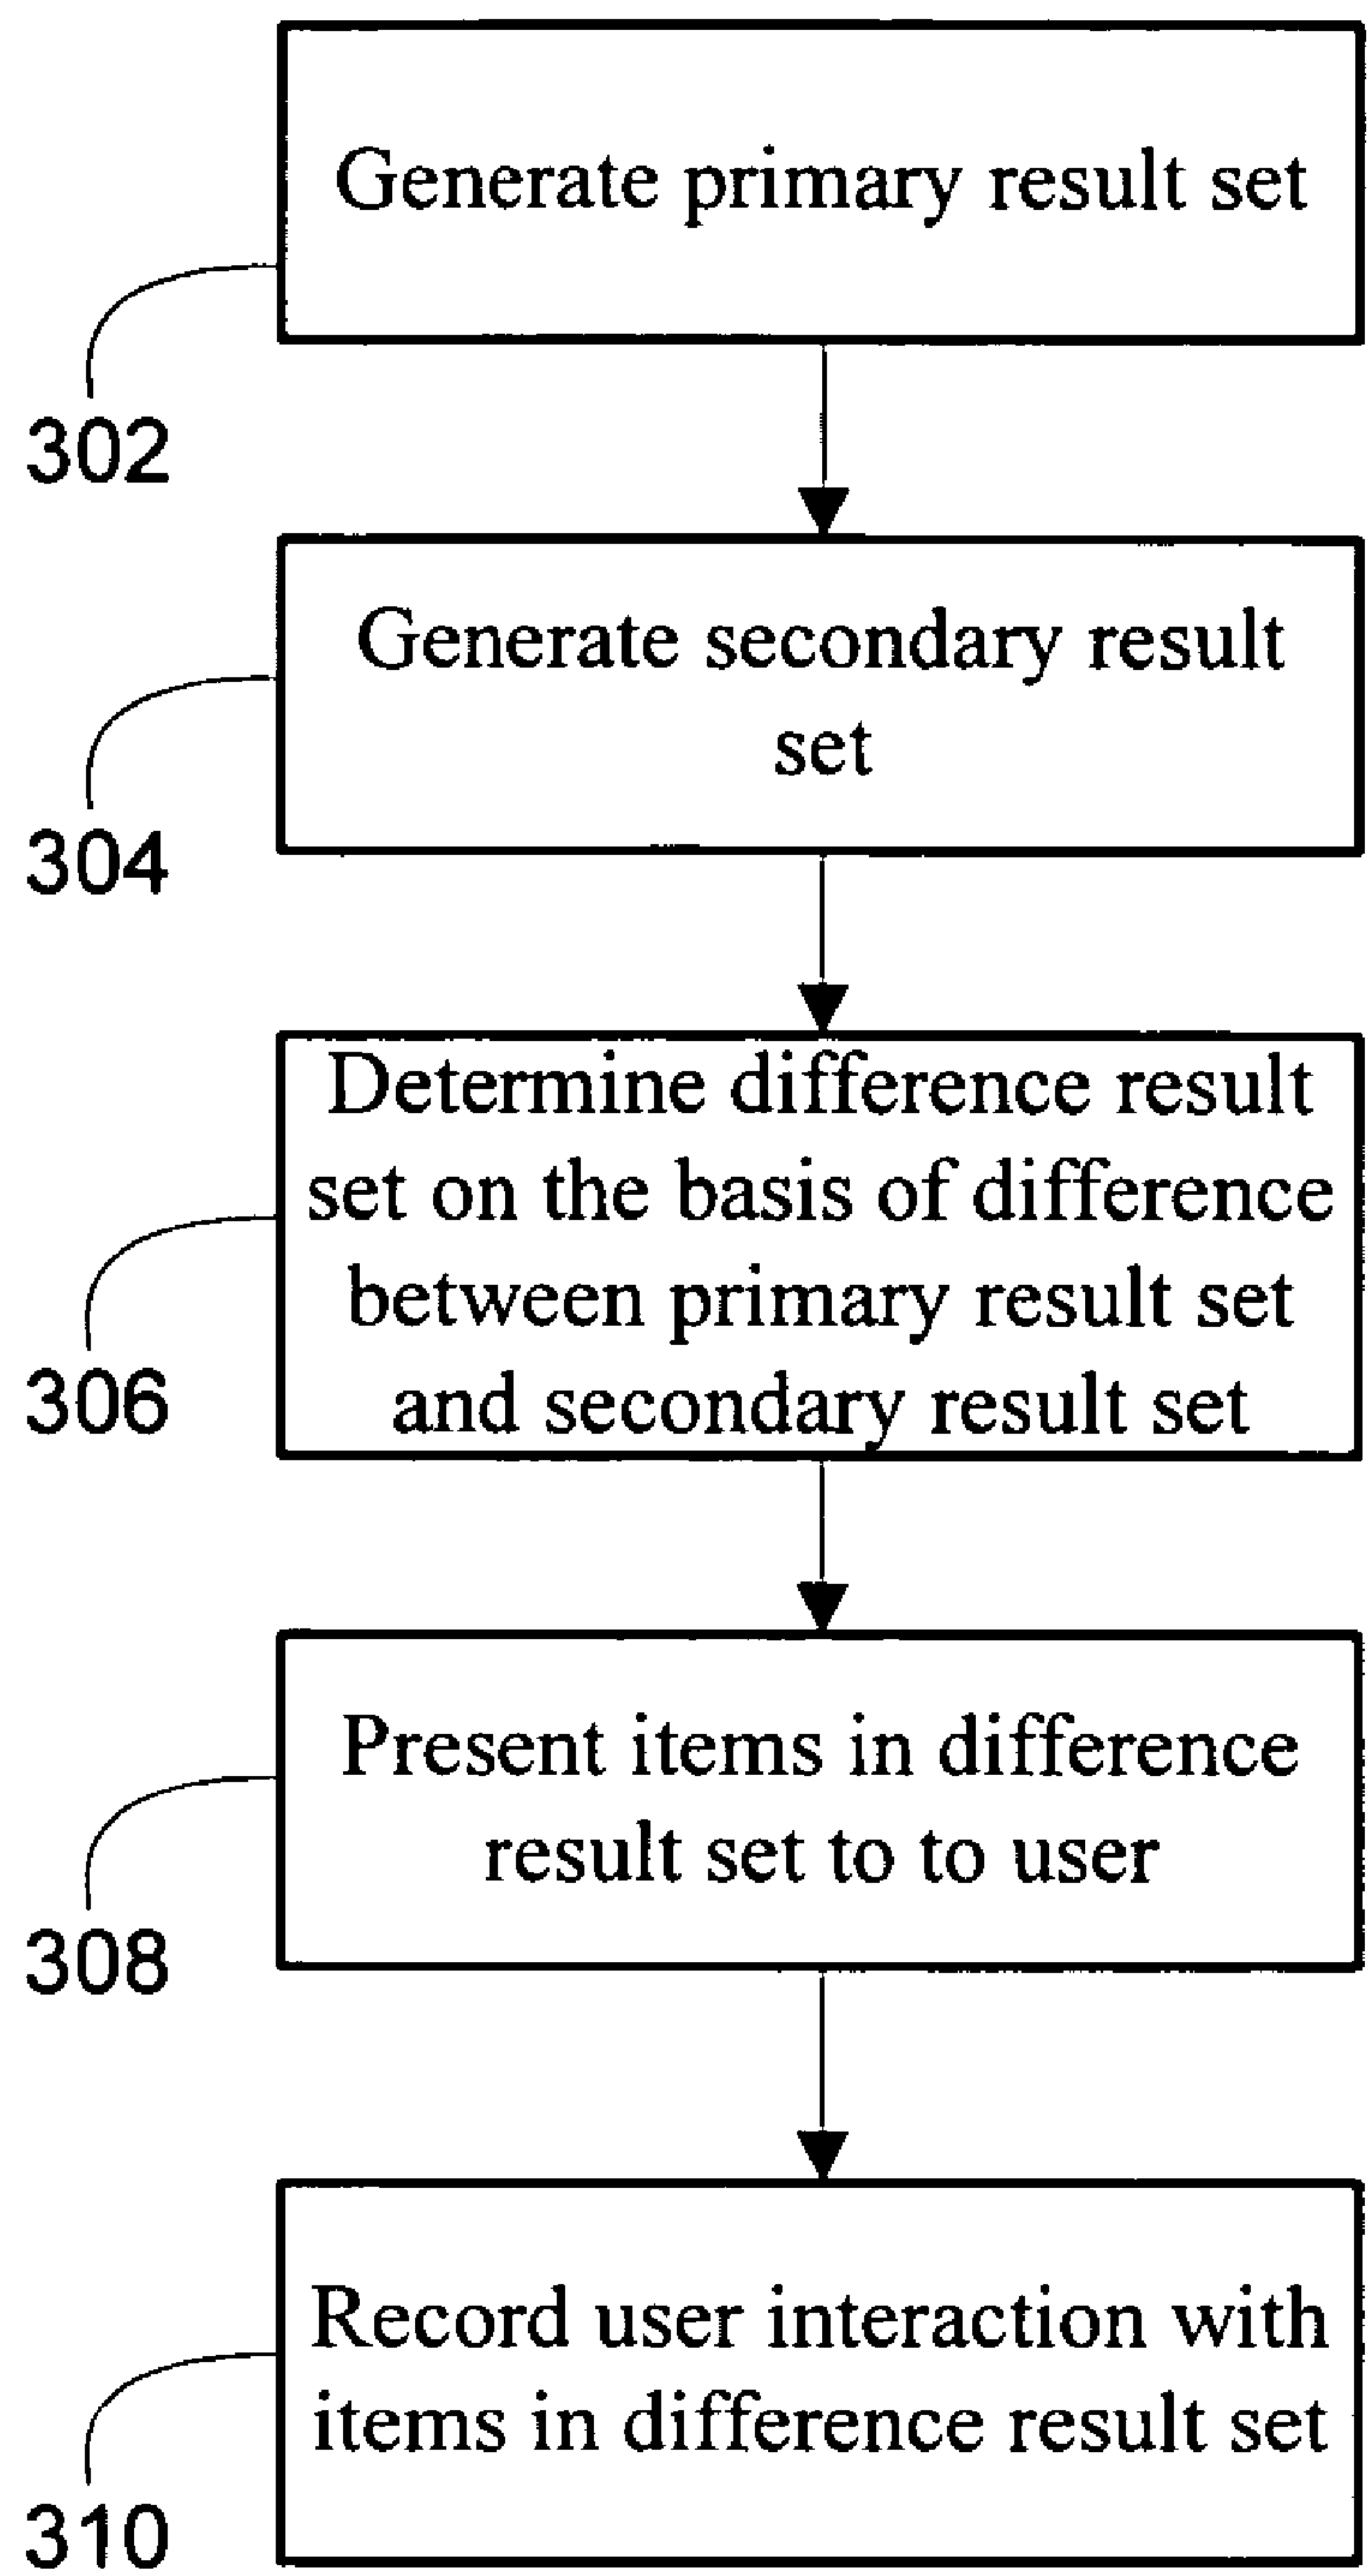 Generate primary result set
302
Generate secondary result
set
304
Determine difference result
set on the basis of difference
between primary result set
and secondary result set
306
Present items in difference
result set to to user
308
Record user interaction with
items in difference result set
310